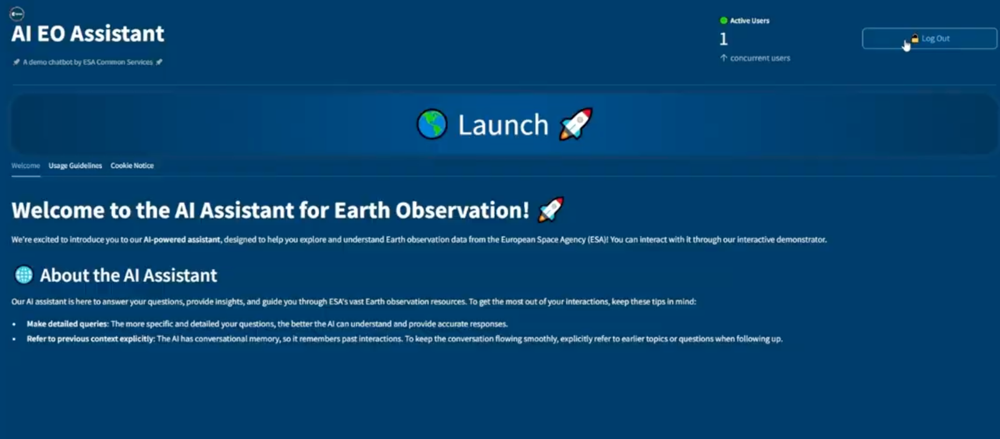 AI EO Assistant
A demo chatbot by ESA Common Services
Active Users
1
↑ concurrent users
Log Out
Launch
Welcome Usage Guidelines Cookie Notice
Welcome to the AI Assistant for Earth Observation!
We're excited to introduce you to our AI-powered assistant, designed to help you explore and understand Earth observation data from the European Space Agency (ESA)! You can interact with it through our interactive demonstrator.
About the AI Assistant
Our AI assistant is here to answer your questions, provide insights, and guide you through ESA's vast Earth observation resources. To get the most out of your interactions, keep these tips in mind:
• Make detailed queries: The more specific and detailed your questions, the better the AI can understand and provide accurate responses.
• Refer to previous context explicitly: The AI has conversational memory, so it remembers past interactions. To keep the conversation flowing smoothly, explicitly refer to earlier topics or questions when following up.